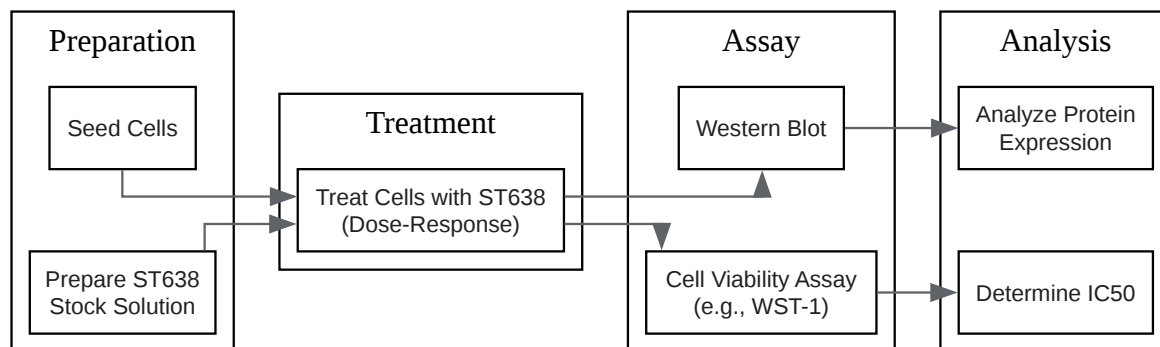 Preparation
Seed Cells
Prepare ST638
Stock Solution
Treatment
Treat Cells with ST638
(Dose-Response)
Assay
Western Blot
Cell Viability Assay
(e.g., WST-1)
Analysis
Analyze Protein
Expression
Determine IC50